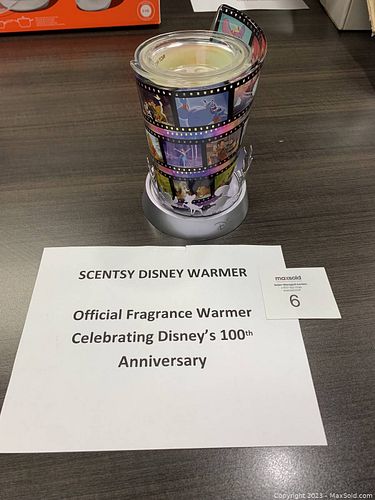 SCENTSY DISNEY WARMER
Official Fragrance Warmer
Celebrating Disney's 100th
Anniversary
maxsold
6
Copyright 2023 - MaxSold.com